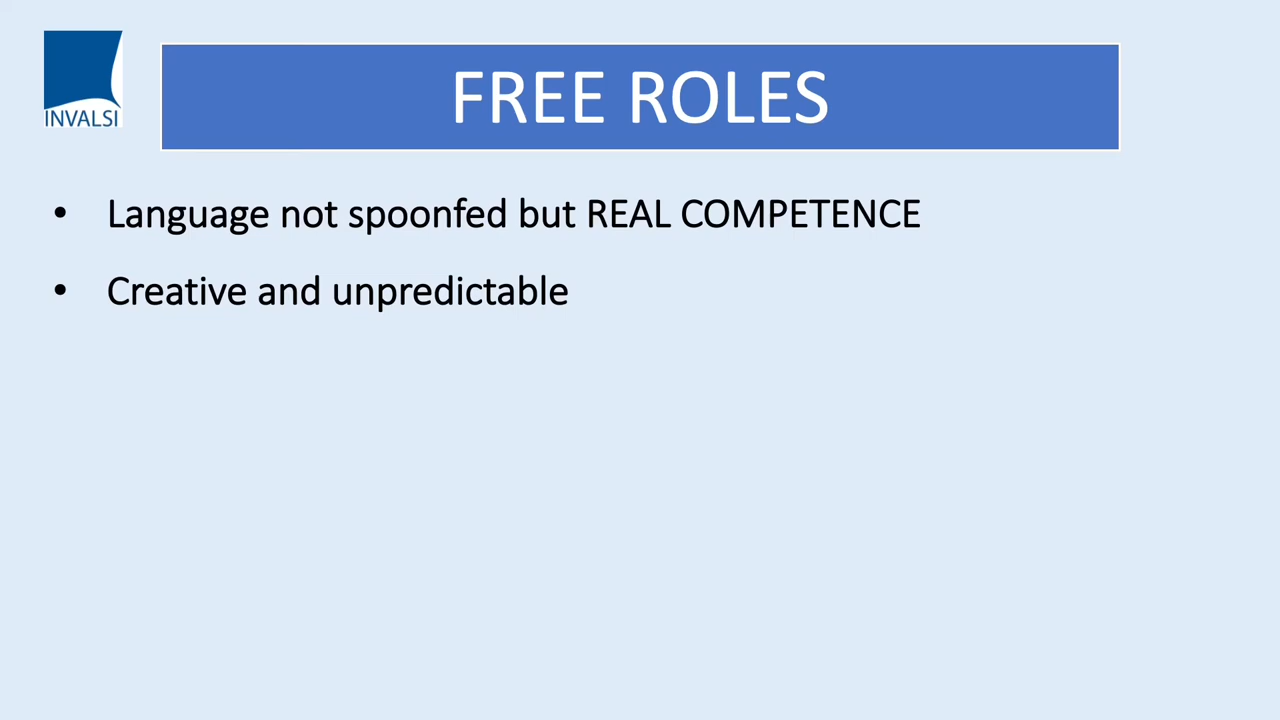 INVALSI
FREE ROLES
• Language not spoonfed but REAL COMPETENCE
• Creative and unpredictable